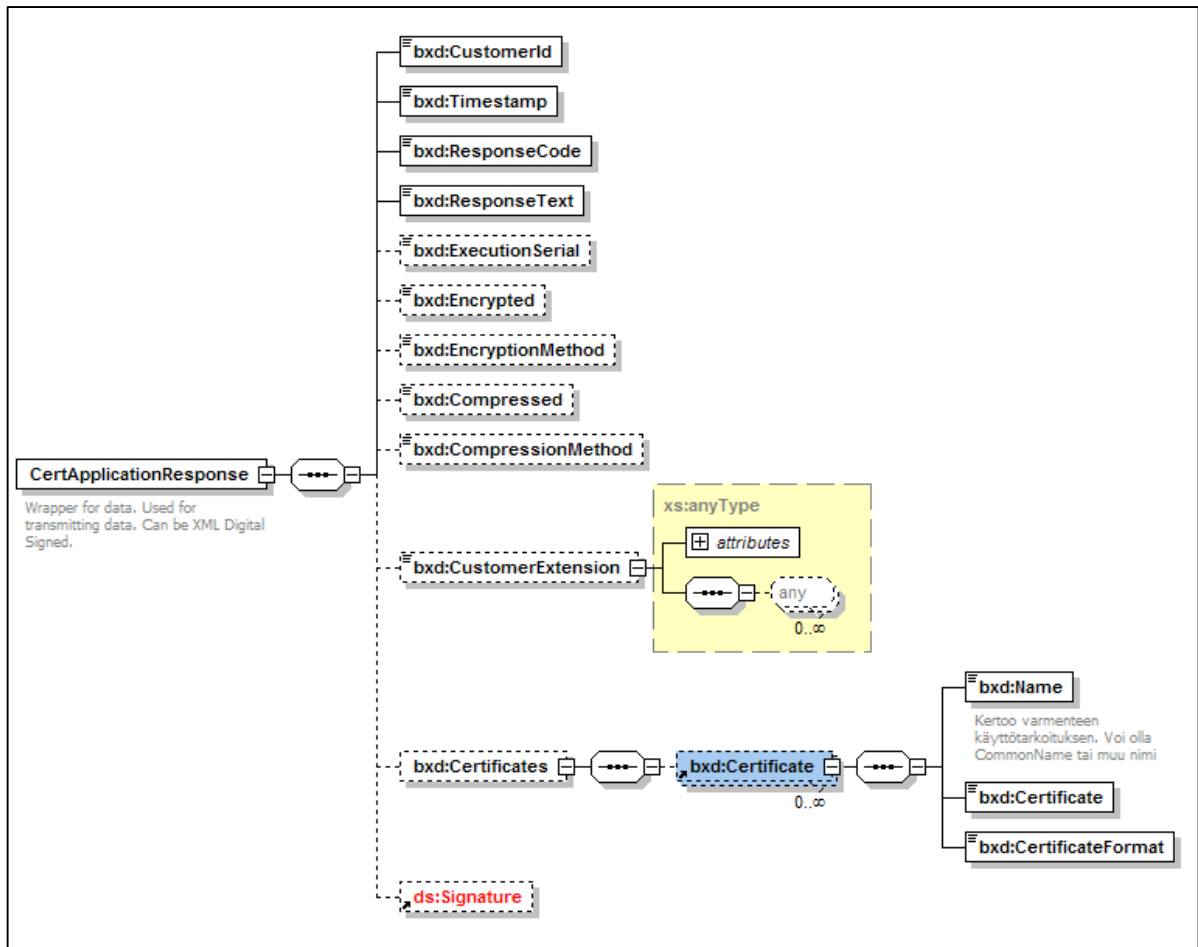 bxd:CustomerId
bxd:Timestamp
bxd:ResponseCode
bxd:ResponseText
bxd:ExecutionSerial
bxd:Encrypted
bxd:EncryptionMethod
bxd:Compressed
bxd:CompressionMethod
CertApplicationResponse
Wrapper for data. Used for
transmitting data. Can be XML Digital
Signed.
xs:anyType
attributes
bxd:CustomerExtension
any
0..∞
bxd:Name
Kertoo varmenteen
käyttötarkoituksen. Voi olla
CommonName tai muu nimi
bxd:Certificates
bxd:Certificate
0..∞
bxd:Certificate
bxd:CertificateFormat
ds:Signature